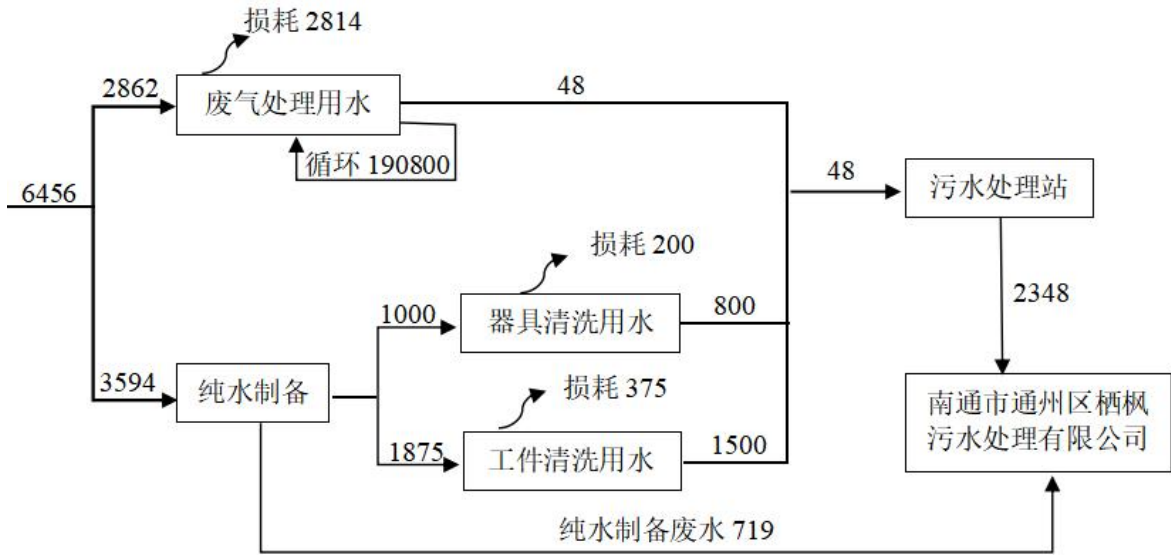 损耗 2814
2862
废气处理用水
48
循环 190800
6456
48
污水处理站
损耗 200
2348
1000
器具清洗用水
800
3594
纯水制备
损耗 375
南通市通州区栖枫
污水处理有限公司
1875
工件清洗用水
1500
纯水制备废水 719